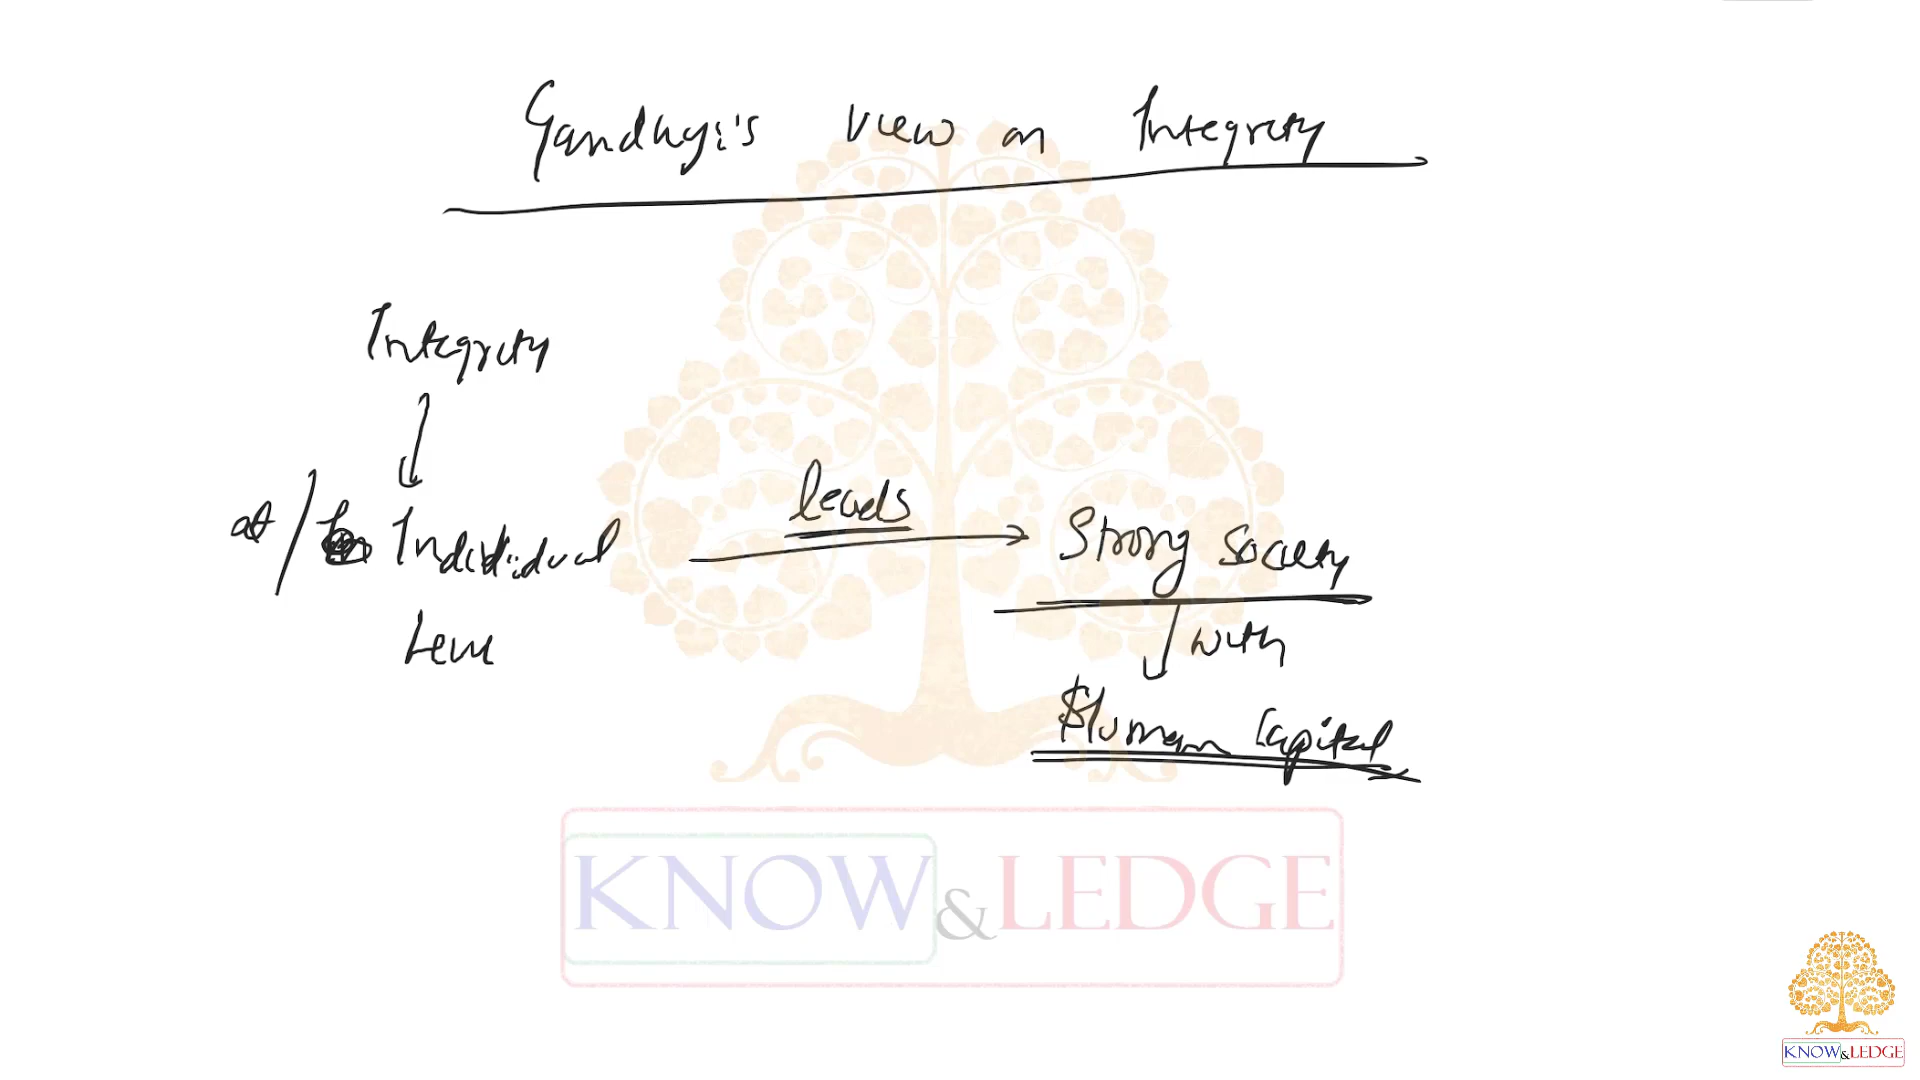 Gandhiji's view on Integrity
Integrity
at / Individual
Level
leads
Strong Society
with
Human Capital
KNOW&LEDGE
KNOW&LEDGE